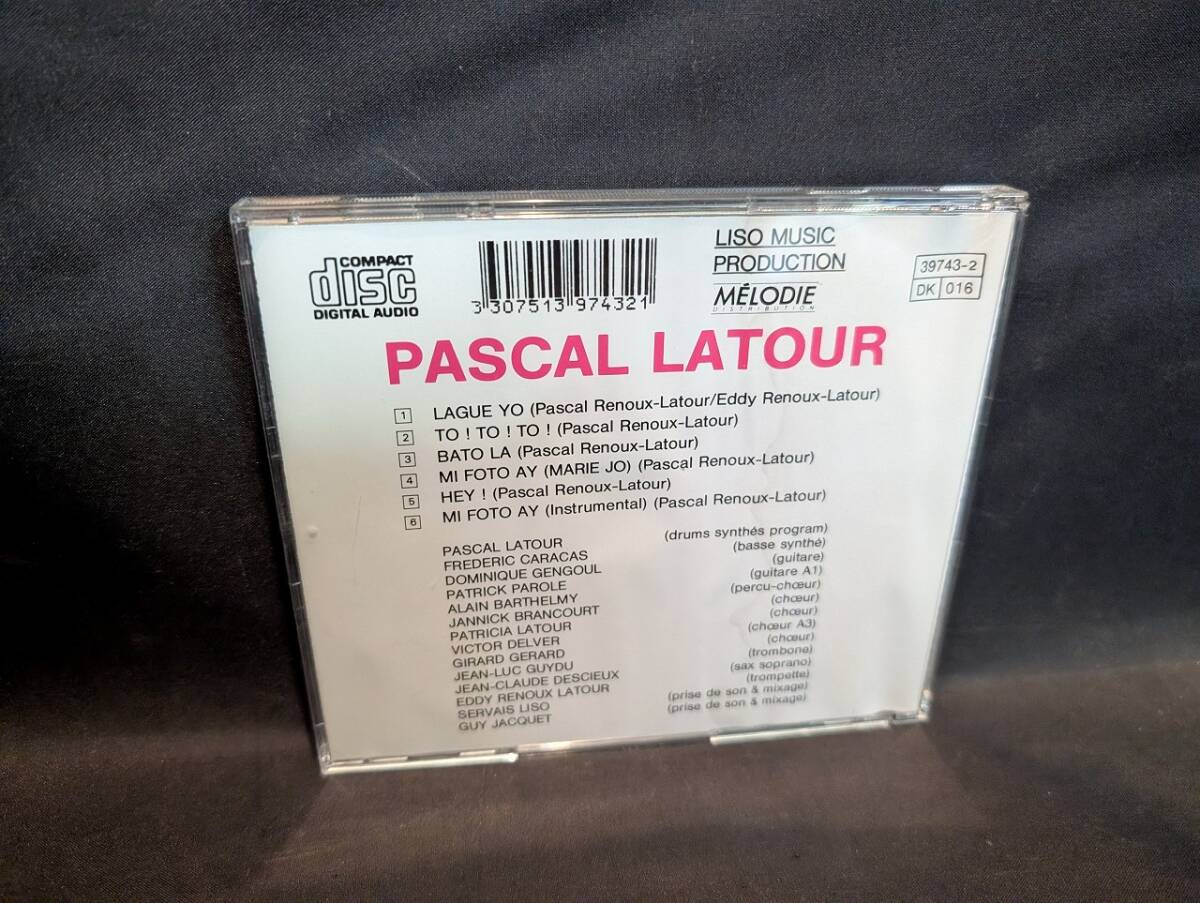 COMPACT
disc
DIGITAL AUDIO
3 307513 974321
LISO MUSIC
PRODUCTION
MÉLODIE
DISTRIBUTION
39743-2
DK 016
PASCAL LATOUR
1 LAGUE YO (Pascal Renoux-Latour/Eddy Renoux-Latour)
2 TO ! TO ! TO ! (Pascal Renoux-Latour)
3 BATO LA (Pascal Renoux-Latour)
4 MI FOTO AY (MARIE JO) (Pascal Renoux-Latour)
5 HEY ! (Pascal Renoux-Latour)
6 MI FOTO AY (Instrumental) (Pascal Renoux-Latour)
PASCAL LATOUR (drums synthés program)
FREDERIC CARACAS (basse synthé)
DOMINIQUE GENGOUL (guitare)
PATRICK PAROLE (guitare A1)
ALAIN BARTHELMY (percu-chœur)
JANNICK BRANCOURT (chœur)
PATRICIA LATOUR (chœur)
VICTOR DELVER (chœur A3)
GIRARD GERARD (chœur)
JEAN-LUC GUYDU (trombone)
JEAN-CLAUDE DESCIEUX (sax soprano)
EDDY RENOUX LATOUR (trompette)
SERVAIS LISO (prise de son & mixage)
GUY JACQUET (prise de son & mixage)